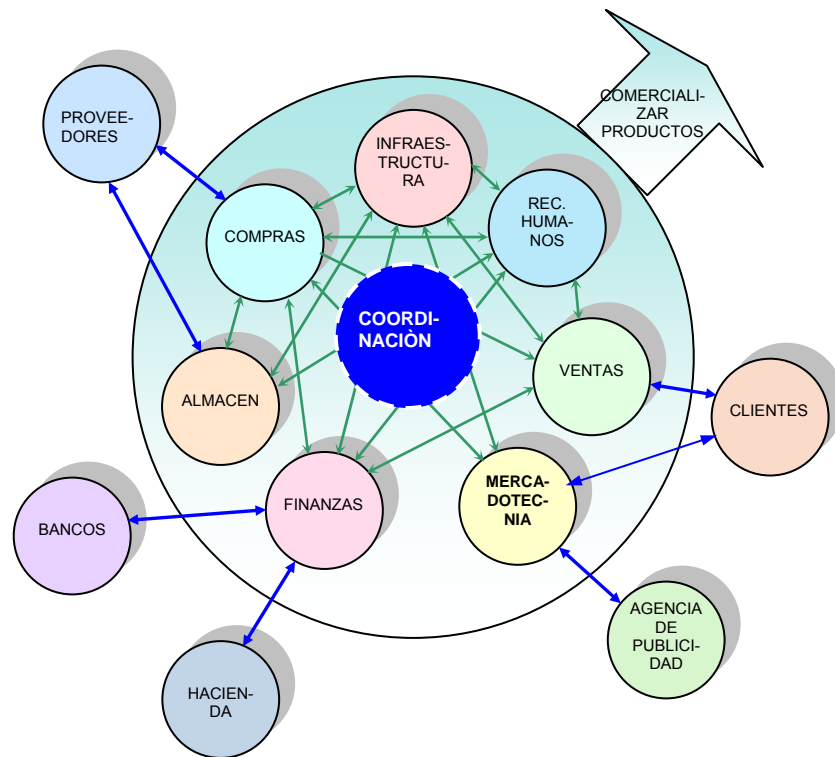 COMERCIALI-
ZAR
PRODUCTOS
PROVEE-
DORES
INFRAES-
TRUCTU-
RA
REC.
HUMA-
NOS
COMPRAS
COORDI-
NACIÒN
VENTAS
ALMACEN
CLIENTES
MERCA-
DOTEC-
NIA
FINANZAS
BANCOS
AGENCIA
DE
PUBLICI-
DAD
HACIEN-
DA